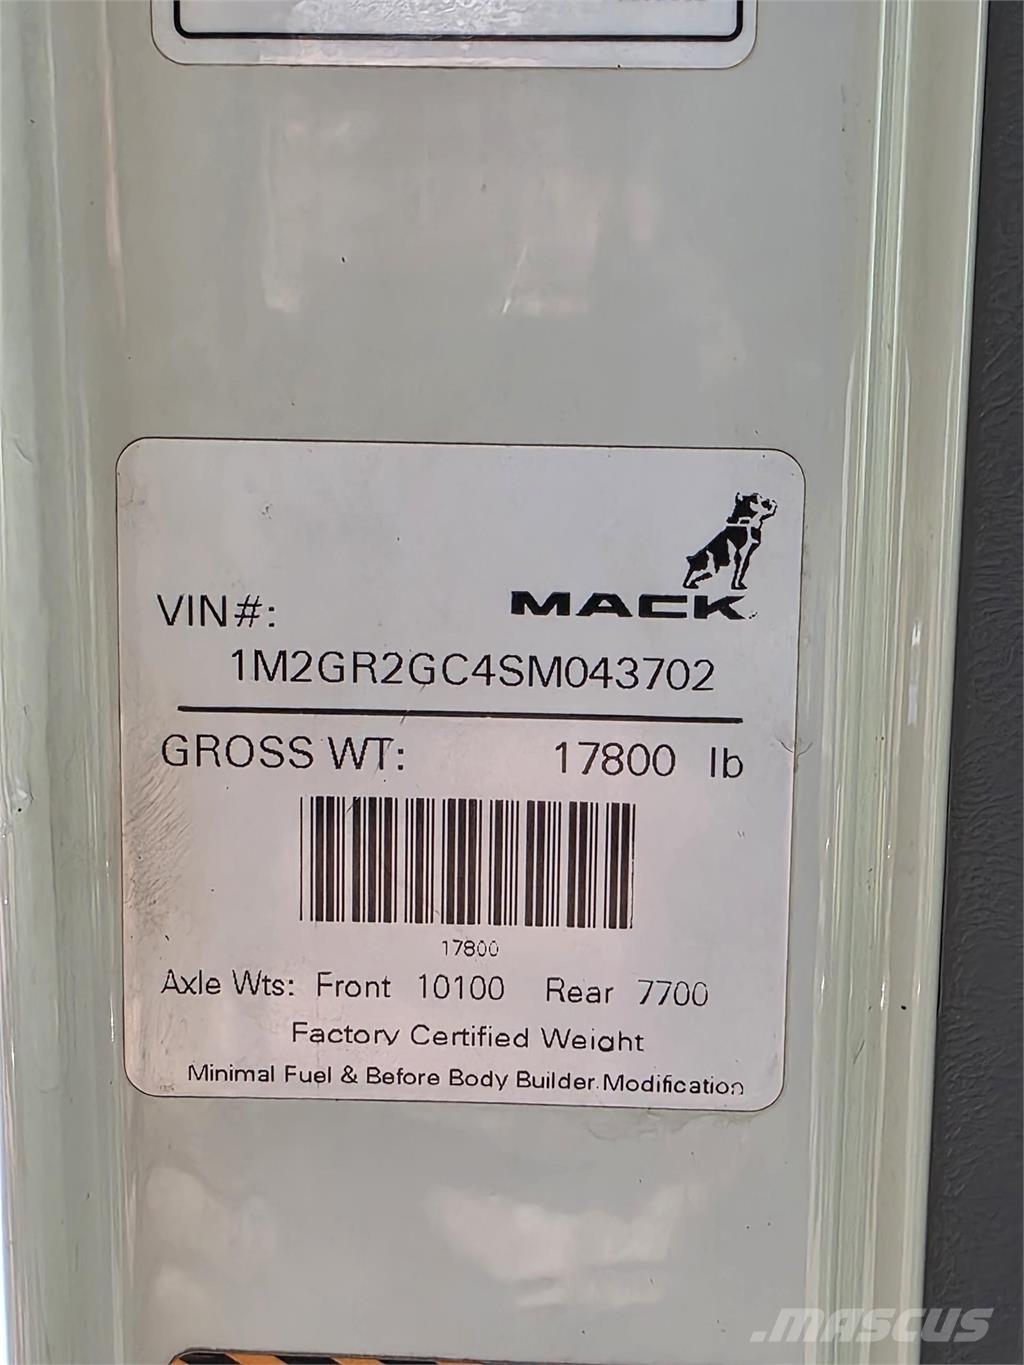 MACK
VIN#:
1M2GR2GC4SM043702
GROSS WT: 17800 lb
17800
Axle Wts: Front 10100 Rear 7700
Factory Certified Weight
Minimal Fuel & Before Body Builder Modification
.MASCUS